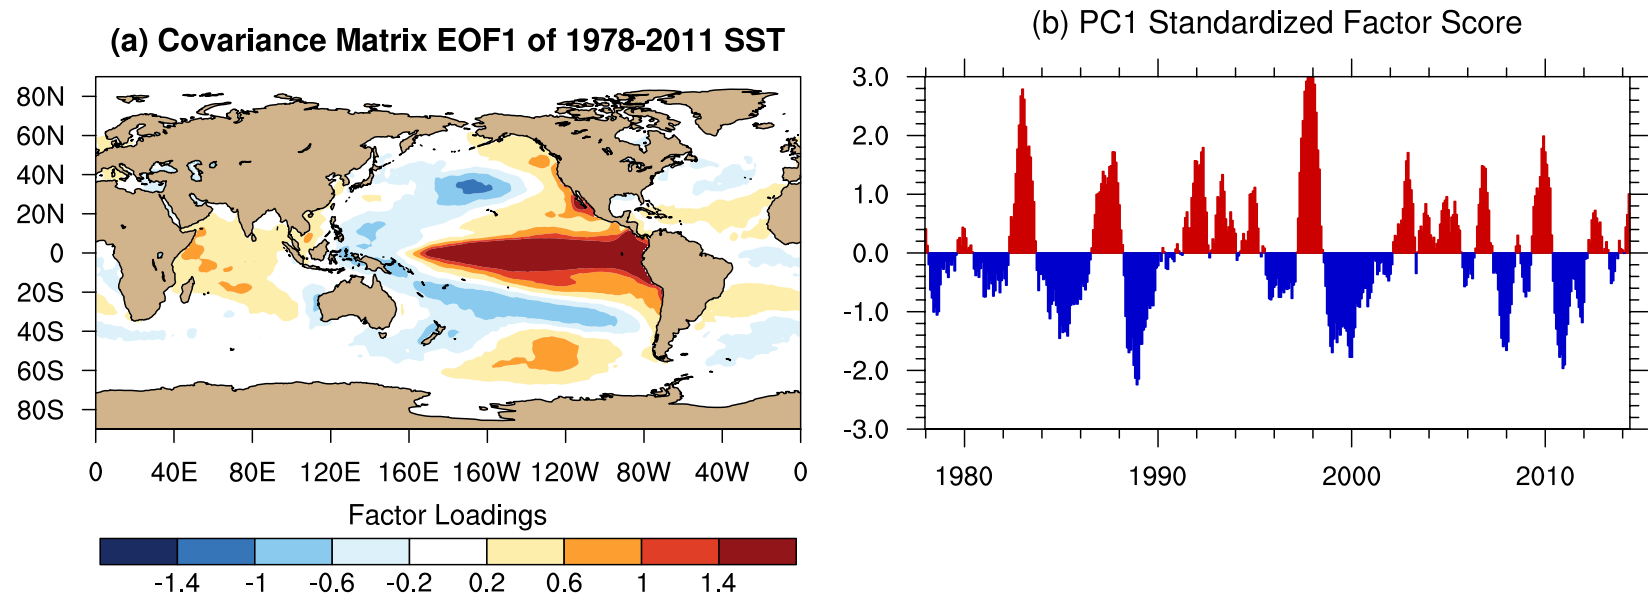 (a) Covariance Matrix EOF1 of 1978-2011 SST
80N
60N
40N
20N
0
20S
40S
60S
80S
0 40E 80E 120E 160E 160W 120W 80W 40W 0
Factor Loadings
-1.4 -1 -0.6 -0.2 0.2 0.6 1 1.4
(b) PC1 Standardized Factor Score
3.0
2.0
1.0
0.0
-1.0
-2.0
-3.0
1980 1990 2000 2010